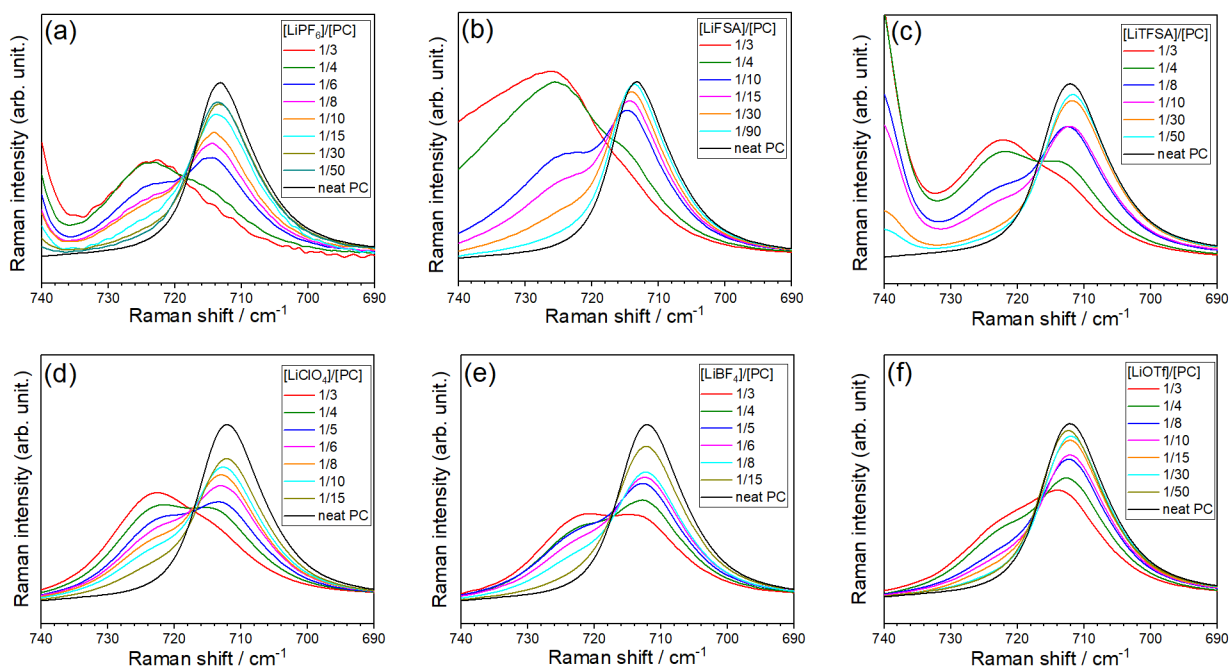 (a)
[LiPF₆]/[PC]
1/3
1/4
1/6
1/8
1/10
1/15
1/30
1/50
neat PC
Raman intensity (arb. unit.)
740 730 720 710 700 690
Raman shift / cm⁻¹
(b)
[LiFSA]/[PC]
1/3
1/4
1/10
1/15
1/30
1/90
neat PC
Raman intensity (arb. unit.)
740 730 720 710 700 690
Raman shift / cm⁻¹
(c)
[LiTFSA]/[PC]
1/3
1/4
1/8
1/10
1/30
1/50
neat PC
Raman intensity (arb. unit.)
740 730 720 710 700 690
Raman shift / cm⁻¹
(d)
[LiClO₄]/[PC]
1/3
1/4
1/5
1/6
1/8
1/10
1/15
neat PC
Raman intensity (arb. unit.)
740 730 720 710 700 690
Raman shift / cm⁻¹
(e)
[LiBF₄]/[PC]
1/3
1/4
1/5
1/6
1/8
1/15
neat PC
Raman intensity (arb. unit.)
740 730 720 710 700 690
Raman shift / cm⁻¹
(f)
[LiOTf]/[PC]
1/3
1/4
1/8
1/10
1/15
1/30
1/50
neat PC
Raman intensity (arb. unit)
740 730 720 710 700 690
Raman shift / cm⁻¹